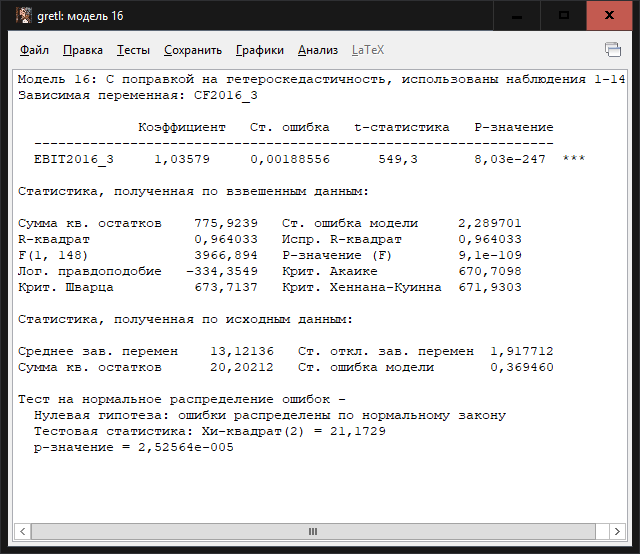 gretl: модель 16
Файл Правка Тесты Сохранить Графики Анализ LaTeX
Модель 16: С поправкой на гетероскедастичность, использованы наблюдения 1-14
Зависимая переменная: CF2016_3
Коэффициент Ст. ошибка t-статистика P-значение
----------------------------------------------------------------
EBIT2016_3 1,03579 0,00188556 549,3 8,03e-247 ***
Статистика, полученная по взвешенным данным:
Сумма кв. остатков 775,9239 Ст. ошибка модели 2,289701
R-квадрат 0,964033 Испр. R-квадрат 0,964033
F(1, 148) 3966,894 Р-значение (F) 9,1e-109
Лог. правдоподобие -334,3549 Крит. Акаике 670,7098
Крит. Шварца 673,7137 Крит. Хеннана-Куинна 671,9303
Статистика, полученная по исходным данным:
Среднее зав. перемен 13,12136 Ст. откл. зав. перемен 1,917712
Сумма кв. остатков 20,20212 Ст. ошибка модели 0,369460
Тест на нормальное распределение ошибок -
Нулевая гипотеза: ошибки распределены по нормальному закону
Тестовая статистика: Хи-квадрат(2) = 21,1729
р-значение = 2,52564e-005